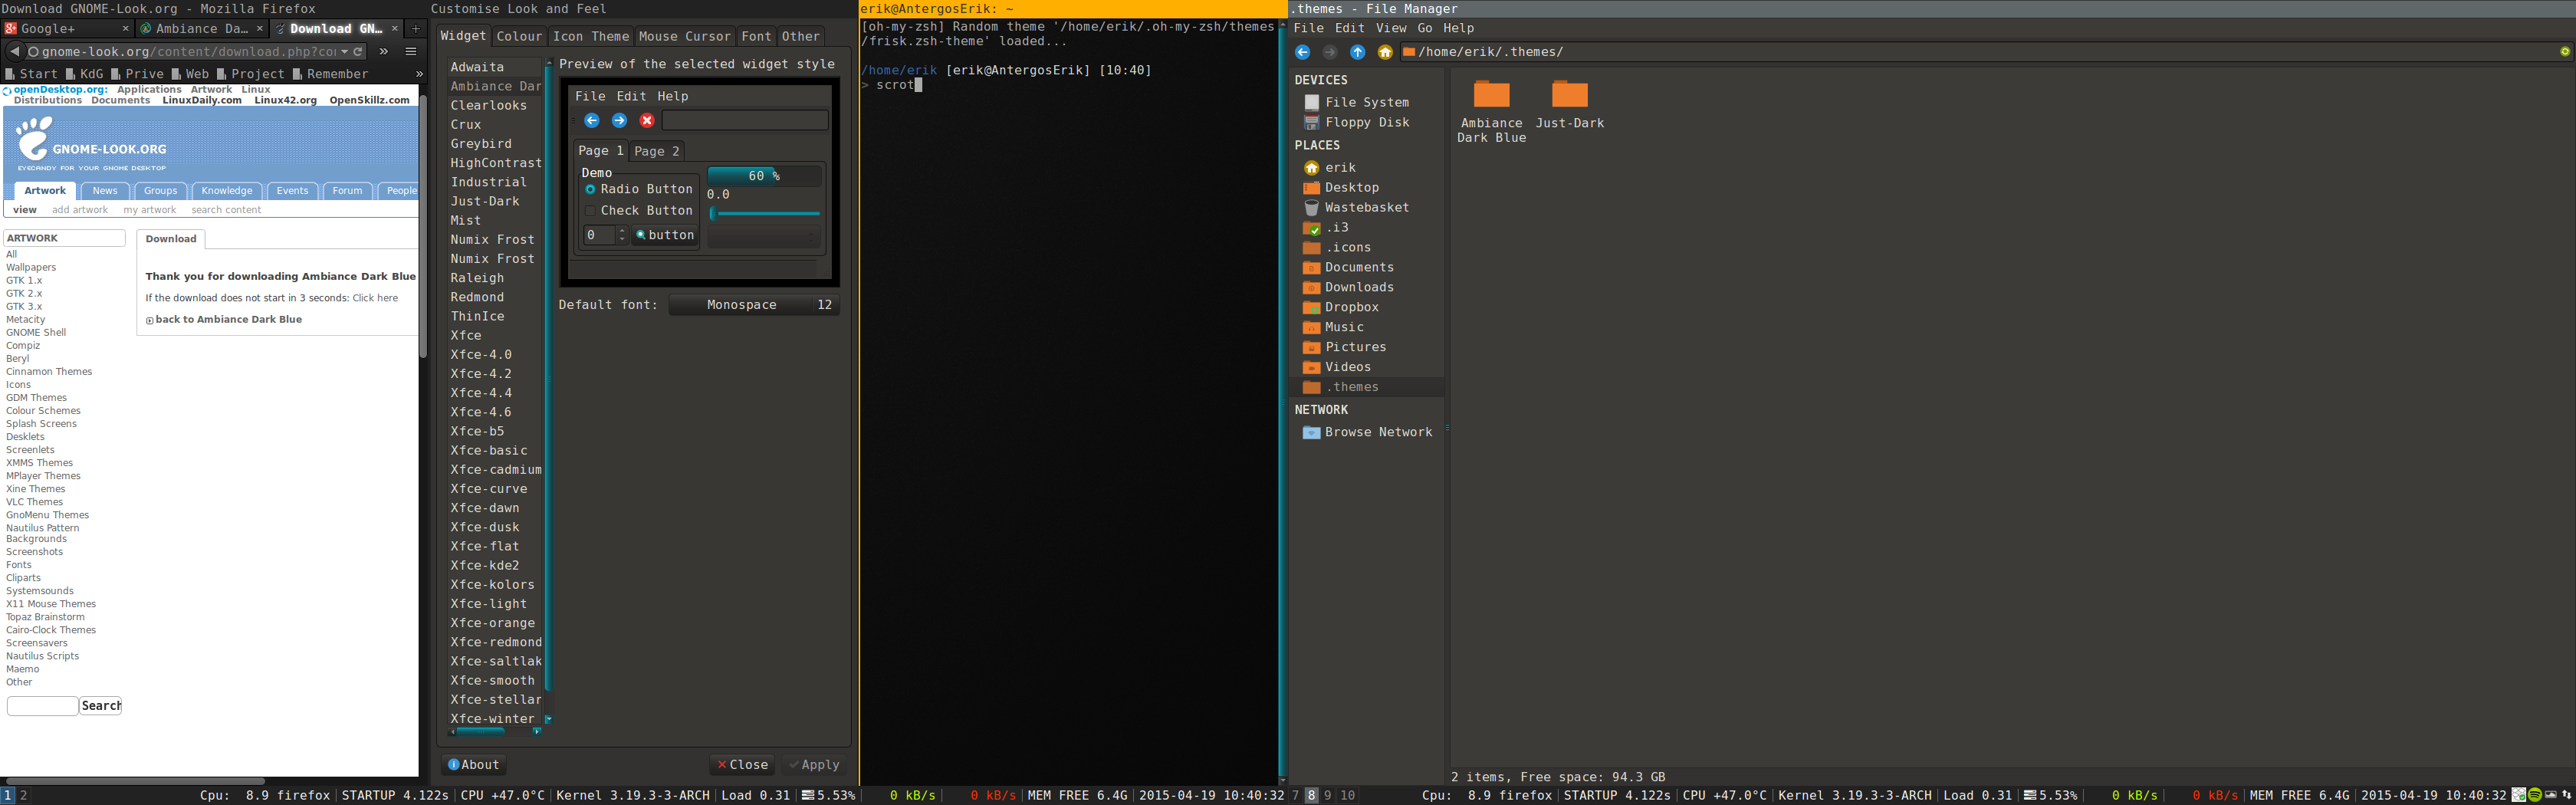 Download GNOME-Look.org - Mozilla Firefox
Google+
Ambiance Da...
Download GN...
gnome-look.org/content/download.php?co
Start KdG Prive Web Project Remember
openDesktop.org: Applications Artwork Linux
Distributions Documents LinuxDaily.com Linux42.org OpenSkillz.com
GNOME-LOOK.ORG
EYECANDY FOR YOUR GNOME DESKTOP
Artwork News Groups Knowledge Events Forum People
view add artwork my artwork search content
ARTWORK
All
Wallpapers
GTK 1.x
GTK 2.x
GTK 3.x
Metacity
GNOME Shell
Compiz
Beryl
Cinnamon Themes
Icons
GDM Themes
Colour Schemes
Splash Screens
Desklets
Screenlets
XMMS Themes
MPlayer Themes
Xine Themes
VLC Themes
GnoMenu Themes
Nautilus Pattern
Backgrounds
Screenshots
Fonts
Cliparts
Systemsounds
X11 Mouse Themes
Topaz Brainstorm
Cairo-Clock Themes
Screensavers
Nautilus Scripts
Maemo
Other
Search
Download
Thank you for downloading Ambiance Dark Blue
If the download does not start in 3 seconds: Click here
back to Ambiance Dark Blue
Customise Look and Feel
Widget Colour Icon Theme Mouse Cursor Font Other
Adwaita
Ambiance Dar
Clearlooks
Crux
Greybird
HighContrast
Industrial
Just-Dark
Mist
Numix Frost
Numix Frost
Raleigh
Redmond
ThinIce
Xfce
Xfce-4.0
Xfce-4.2
Xfce-4.4
Xfce-4.6
Xfce-b5
Xfce-basic
Xfce-cadmium
Xfce-curve
Xfce-dawn
Xfce-dusk
Xfce-flat
Xfce-kde2
Xfce-kolors
Xfce-light
Xfce-orange
Xfce-redmond
Xfce-saltlak
Xfce-smooth
Xfce-stellar
Xfce-winter
Preview of the selected widget style
File Edit Help
Page 1 Page 2
Demo
Radio Button
Check Button
0 button
60 %
0.0
Default font: Monospace 12
About Close Apply
erik@AntergosErik: ~
[oh-my-zsh] Random theme '/home/erik/.oh-my-zsh/themes
/frisk.zsh-theme' loaded...
/home/erik [erik@AntergosErik] [10:40]
> scrot
.themes - File Manager
File Edit View Go Help
/home/erik/.themes/
DEVICES
File System
Floppy Disk
PLACES
erik
Desktop
Wastebasket
.i3
.icons
Documents
Downloads
Dropbox
Music
Pictures
Videos
.themes
NETWORK
Browse Network
Ambiance
Dark Blue
Just-Dark
2 items, Free space: 94.3 GB
1 2 Cpu: 8.9 firefox STARTUP 4.122s CPU +47.0°C Kernel 3.19.3-3-ARCH Load 0.31 5.53% 0 kB/s 0 kB/s MEM FREE 6.4G 2015-04-19 10:40:32
7 8 9 10 Cpu: 8.9 firefox STARTUP 4.122s CPU +47.0°C Kernel 3.19.3-3-ARCH Load 0.31 5.53% 0 kB/s 0 kB/s MEM FREE 6.4G 2015-04-19 10:40:32